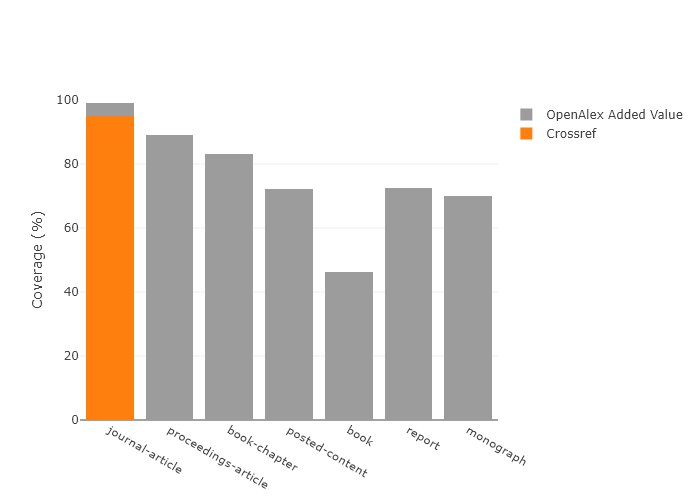 100
80
60
40
20
0
Coverage (%)
journal-article
proceedings-article
book-chapter
posted-content
book
report
monograph
OpenAlex Added Value
Crossref